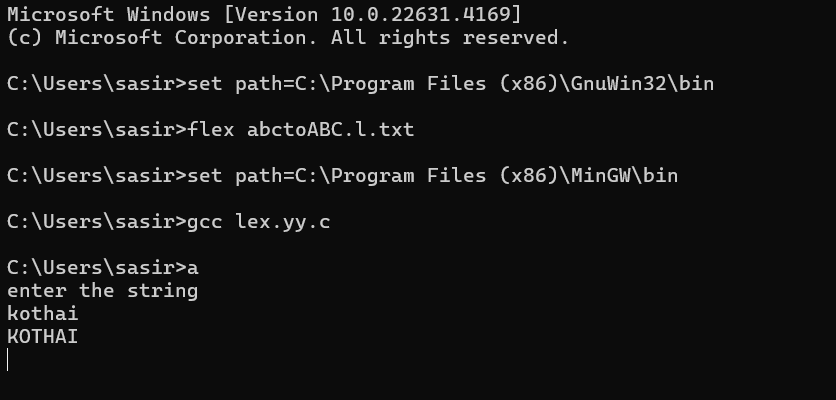 Microsoft Windows [Version 10.0.22631.4169]
(c) Microsoft Corporation. All rights reserved.
C:\Users\sasir>set path=C:\Program Files (x86)\GnuWin32\bin
C:\Users\sasir>flex abctoABC.l.txt
C:\Users\sasir>set path=C:\Program Files (x86)\MinGW\bin
C:\Users\sasir>gcc lex.yy.c
C:\Users\sasir>a
enter the string
kothai
KOTHAI